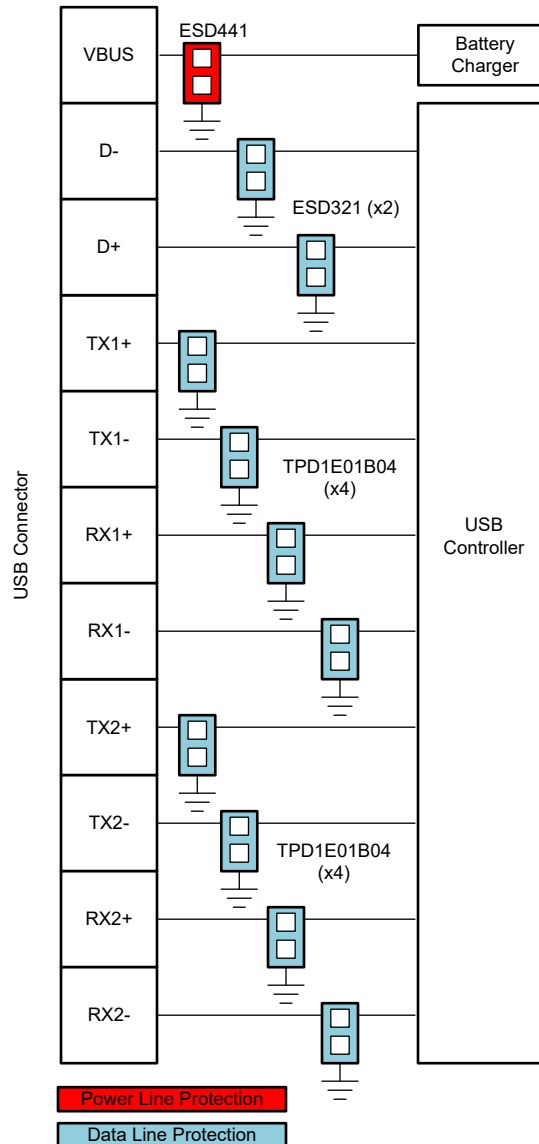 ESD441
VBUS
Battery
Charger
D-
ESD321 (x2)
D+
TX1+
TX1-
TPD1E01B04
(x4)
USB Connector
RX1+
USB
Controller
RX1-
TX2+
TX2-
TPD1E01B04
(x4)
RX2+
RX2-
Power Line Protection
Data Line Protection